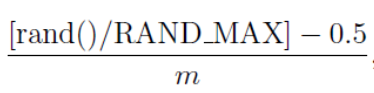 [rand()/RAND_MAX] − 0.5
m ,